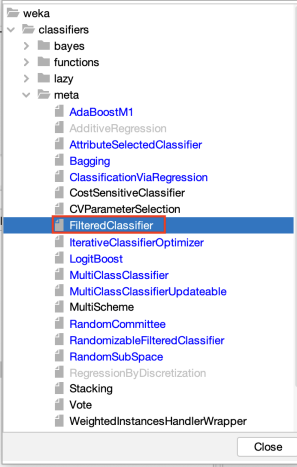 weka
classifiers
bayes
functions
lazy
meta
AdaBoostM1
AdditiveRegression
AttributeSelectedClassifier
Bagging
ClassificationViaRegression
CostSensitiveClassifier
CVParameterSelection
FilteredClassifier
IterativeClassifierOptimizer
LogitBoost
MultiClassClassifier
MultiClassClassifierUpdateable
MultiScheme
RandomCommittee
RandomizableFilteredClassifier
RandomSubSpace
RegressionByDiscretization
Stacking
Vote
WeightedInstancesHandlerWrapper
Close